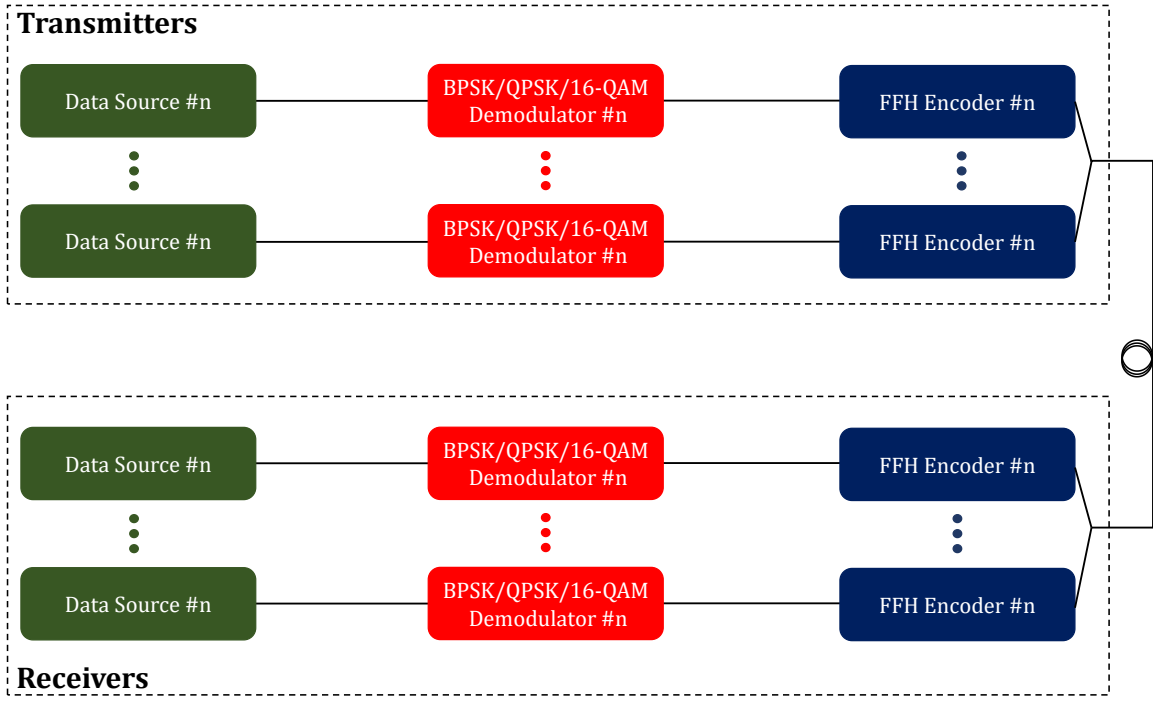 Transmitters
Data Source #n
BPSK/QPSK/16-QAM
Demodulator #n
FFH Encoder #n
Data Source #n
BPSK/QPSK/16-QAM
Demodulator #n
FFH Encoder #n
Data Source #n
BPSK/QPSK/16-QAM
Demodulator #n
FFH Encoder #n
Data Source #n
BPSK/QPSK/16-QAM
Demodulator #n
FFH Encoder #n
Receivers